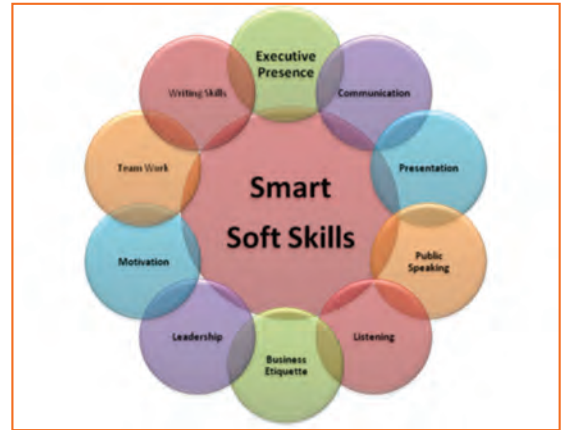 Smart
Soft Skills
Executive
Presence
Communication
Presentation
Public
Speaking
Listening
Business
Etiquette
Leadership
Motivation
Team Work
Writing Skills